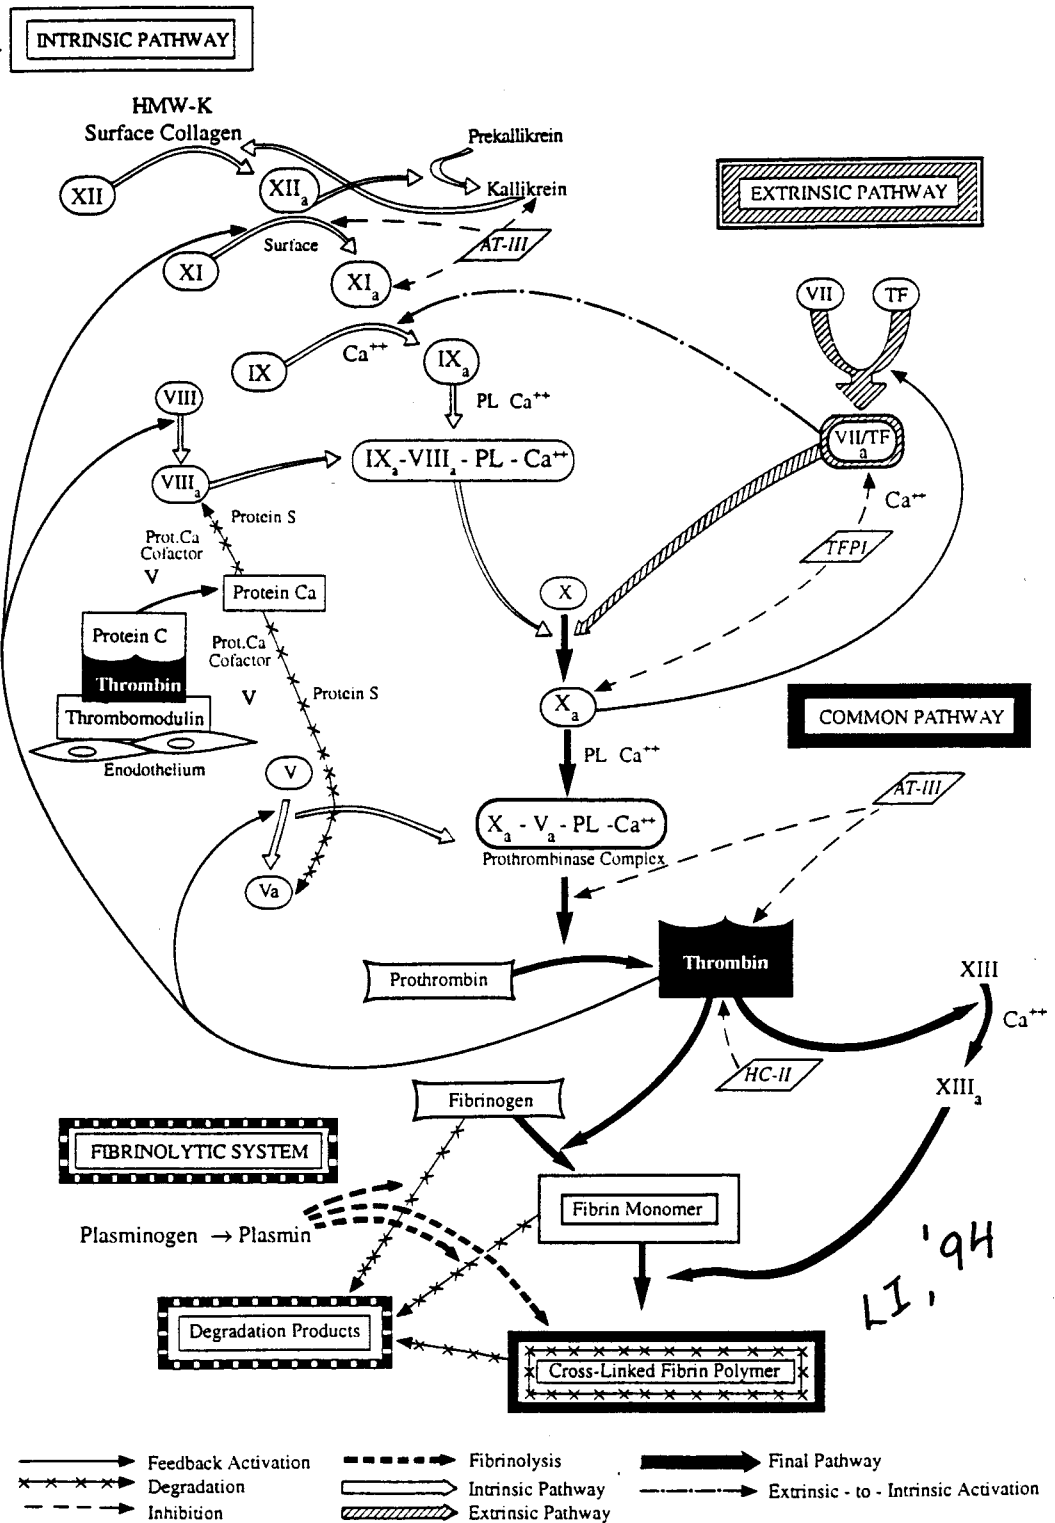 INTRINSIC PATHWAY
HMW-K
Surface Collagen
Prekallikrein
XII
XIIa
Kallikrein
EXTRINSIC PATHWAY
Surface
AT-III
XI
XIa
VII
TF
Ca++
IX
IXa
VIII
PL Ca++
VII/TF
a
IXa-VIIIa - PL - Ca++
VIIIa
Ca++
Protein S
Prot.Ca
Cofactor
V
TFPI
Protein Ca
X
Protein C
Prot.Ca
Cofactor
Thrombin
V
Protein S
Xa
Thrombomodulin
COMMON PATHWAY
Enodothelium
PL Ca++
V
AT-III
Xa - Va - PL -Ca++
Prothrombinase Complex
Va
Prothrombin
Thrombin
XIII
Ca++
HC-II
XIIIa
Fibrinogen
FIBRINOLYTIC SYSTEM
Fibrin Monomer
Plasminogen → Plasmin
LI, '94
Degradation Products
Cross-Linked Fibrin Polymer
Feedback Activation
Fibrinolysis
Final Pathway
Degradation
Intrinsic Pathway
Extrinsic - to - Intrinsic Activation
Inhibition
Extrinsic Pathway